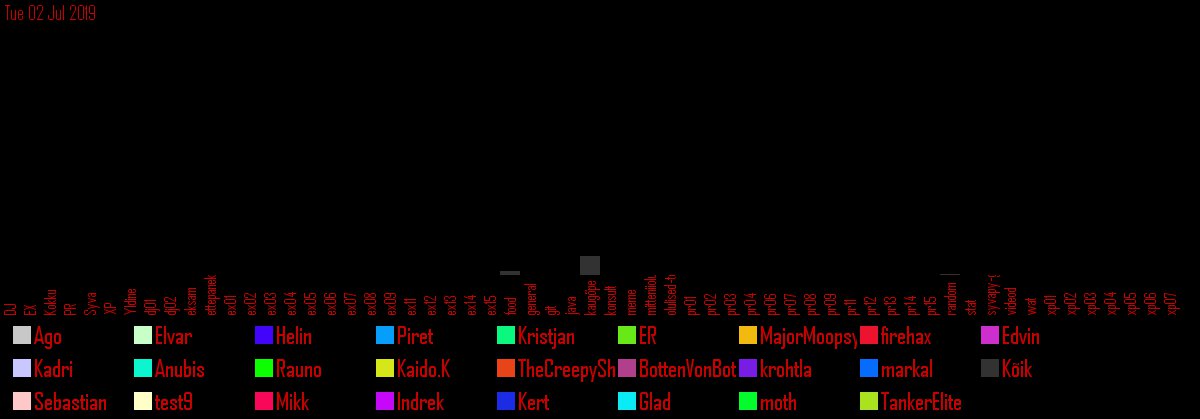 Tue 02 Jul 2019
DJ EX Kokku PR Syva XP Yldine dj01 dj02 eksam ettepanek ex01 ex02 ex03 ex04 ex05 ex06 ex07 ex08 ex09 ex11 ex12 ex13 ex14 ex15 food general git java kaugõpe konsult meme mitteriiol. olulised-t pr01 pr02 pr03 pr04 pr06 pr07 pr08 pr09 pr11 pr12 pr13 pr14 pr15 random stat videod wat xp01 xp02 xp03 xp04 xp05 xp06 xp07
Ago Elvar Helin Piret Kristjan ER MajorMoopsy firehax Edvin
Kadri Anubis Rauno Kaido.K TheCreepySh BottenVonBot krohtla markal Kõik
Sebastian test9 Mikk Indrek Kert Glad moth TankerElite